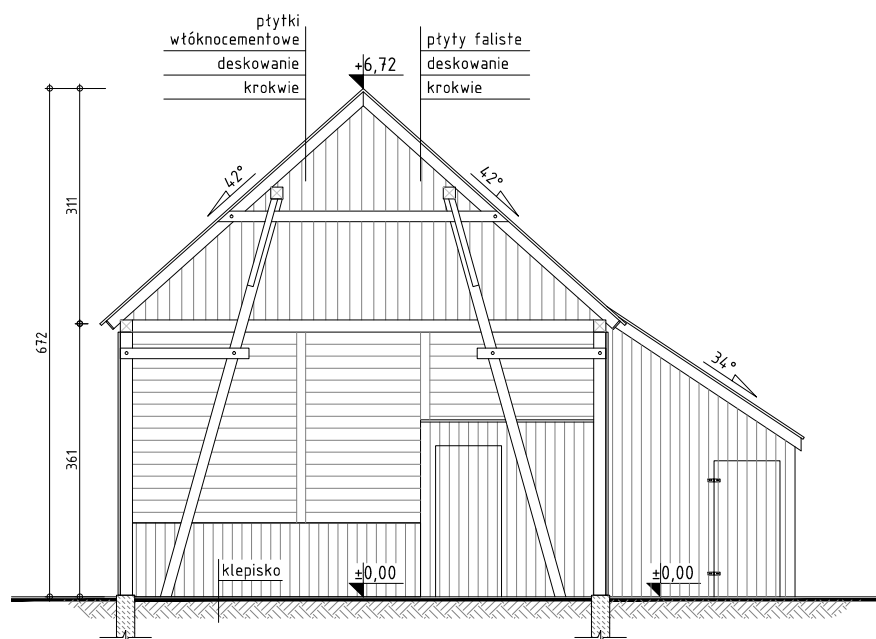 płytki
włóknocementowe
deskowanie
krokwie
płyty faliste
deskowanie
krokwie
+6,72
42°
42°
311
672
34°
361
klepisko
±0,00
±0,00